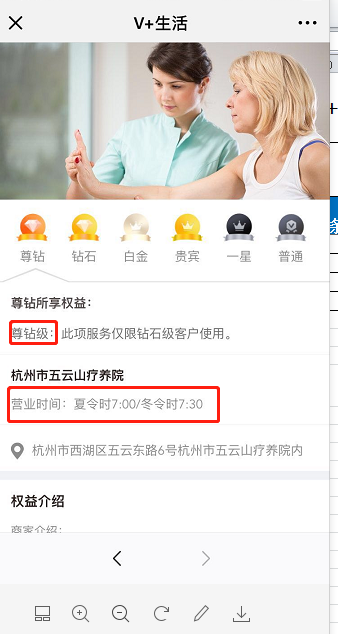 V+生活
尊钻 钻石 白金 贵宾 一星 普通
尊钻所享权益：
尊钻级：此项服务仅限钻石级客户使用。
杭州市五云山疗养院
营业时间：夏令时7:00/冬令时7:30
杭州市西湖区五云东路6号杭州市五云山疗养院内
权益介绍
商家介绍：